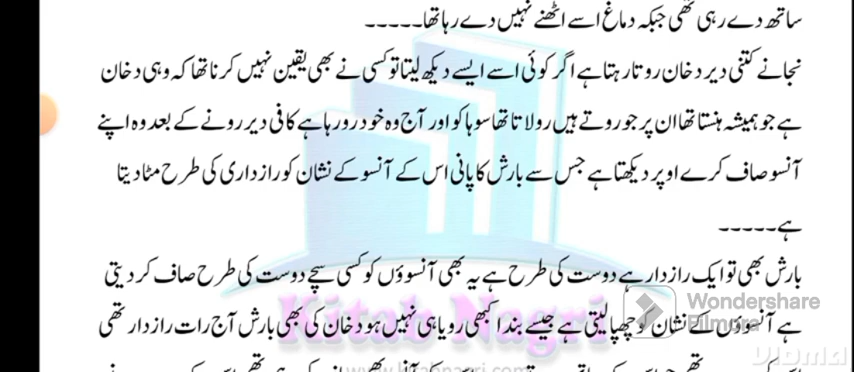 ساتھ دے رہی تھی جبکہ دماغ اسے اٹھنے نہیں دے رہا تھا۔۔۔۔۔
نجانے کتنی دیر دخان روتا رہتا ہے اگر کوئی اسے ایسے دیکھ لیتا تو کسی نے بھی یقین نہیں کرنا تھا کہ وہی دخان
ہے جو ہمیشہ ہنستا تھا ان پر جو روتے ہیں رولاتا تھا سوہا کو اور آج وہ خود رو رہا ہے کافی دیر رونے کے بعد وہ اپنے
آنسو صاف کرے اوپر دیکھتا ہے جس سے بارش کا پانی اس کے آنسو کے نشان کو رازداری کی طرح مٹا دیتا
ہے۔۔۔۔۔
بارش بھی تو ایک رازدار ہے دوست کی طرح ہے یہ بھی آنسوؤں کو کسی سچے دوست کی طرح صاف کر دیتی
ہے آنسوؤں کے نشان کو چھپا لیتی ہے جیسے بندا کبھی رویا ہی نہیں ہو دخان کی بھی بارش آج رات رازدار تھی
Kitab Nagri
Wondershare
Filmora